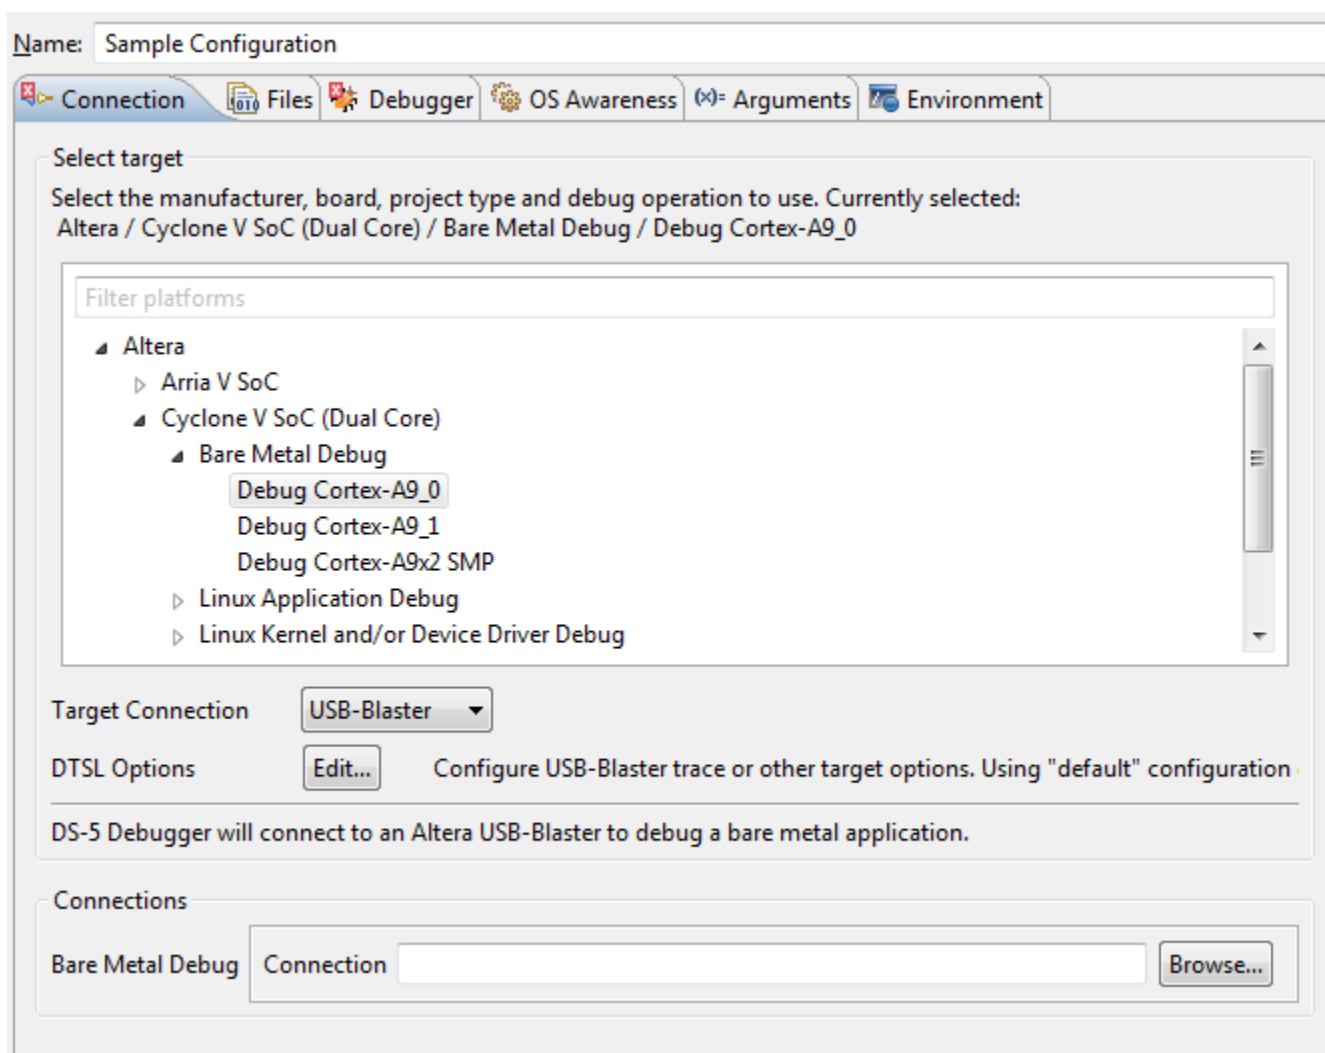 Name: Sample Configuration
Connection Files Debugger OS Awareness (x)= Arguments Environment
Select target
Select the manufacturer, board, project type and debug operation to use. Currently selected:
Altera / Cyclone V SoC (Dual Core) / Bare Metal Debug / Debug Cortex-A9_0
Filter platforms
Altera
Arria V SoC
Cyclone V SoC (Dual Core)
Bare Metal Debug
Debug Cortex-A9_0
Debug Cortex-A9_1
Debug Cortex-A9x2 SMP
Linux Application Debug
Linux Kernel and/or Device Driver Debug
Target Connection USB-Blaster
DTSL Options Edit... Configure USB-Blaster trace or other target options. Using "default" configuration
DS-5 Debugger will connect to an Altera USB-Blaster to debug a bare metal application.
Connections
Bare Metal Debug Connection Browse...